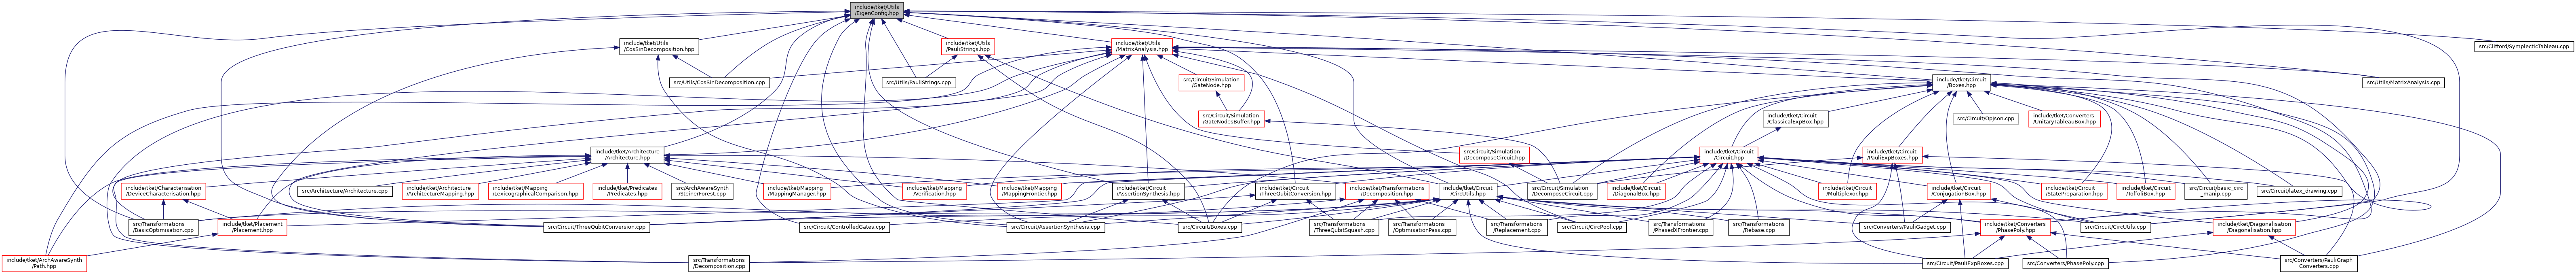 include/tket/Utils
/EigenConfig.hpp
include/tket/Utils
/CosSinDecomposition.hpp
include/tket/Utils
/PauliStrings.hpp
include/tket/Utils
/MatrixAnalysis.hpp
src/Clifford/SymplecticTableau.cpp
src/Utils/CosSinDecomposition.cpp
src/Utils/PauliStrings.cpp
src/Circuit/Simulation
/GateNode.hpp
include/tket/Circuit
/Boxes.hpp
src/Utils/MatrixAnalysis.cpp
src/Circuit/Simulation
/GateNodesBuffer.hpp
include/tket/Circuit
/ClassicalExpBox.hpp
src/Circuit/OpJson.cpp
include/tket/Converters
/UnitaryTableauBox.hpp
include/tket/Architecture
/Architecture.hpp
src/Circuit/Simulation
/DecomposeCircuit.hpp
include/tket/Circuit
/Circuit.hpp
include/tket/Circuit
/PauliExpBoxes.hpp
include/tket/Characterisation
/DeviceCharacterisation.hpp
src/Architecture/Architecture.cpp
include/tket/Architecture
/ArchitectureMapping.hpp
include/tket/Mapping
/LexicographicalComparison.hpp
include/tket/Predicates
/Predicates.hpp
src/ArchAwareSynth
/SteinerForest.cpp
include/tket/Mapping
/MappingManager.hpp
include/tket/Mapping
/Verification.hpp
include/tket/Mapping
/MappingFrontier.hpp
include/tket/Circuit
/AssertionSynthesis.hpp
include/tket/Circuit
/ThreeQubitConversion.hpp
include/tket/Transformations
/Decomposition.hpp
include/tket/Circuit
/CircUtils.hpp
src/Circuit/Simulation
/DecomposeCircuit.cpp
include/tket/Circuit
/DiagonalBox.hpp
include/tket/Circuit
/Multiplexor.hpp
include/tket/Circuit
/ConjugationBox.hpp
include/tket/Circuit
/StatePreparation.hpp
include/tket/Circuit
/ToffoliBox.hpp
src/Circuit/basic_circ
_manip.cpp
src/Circuit/latex_drawing.cpp
src/Transformations
/BasicOptimisation.cpp
include/tket/Placement
/Placement.hpp
src/Circuit/ThreeQubitConversion.cpp
src/Circuit/ControlledGates.cpp
src/Circuit/AssertionSynthesis.cpp
src/Circuit/Boxes.cpp
src/Transformations
/ThreeQubitSquash.cpp
src/Transformations
/OptimisationPass.cpp
src/Transformations
/Replacement.cpp
src/Circuit/CircPool.cpp
src/Transformations
/PhasedXFrontier.cpp
src/Transformations
/Rebase.cpp
src/Converters/PauliGadget.cpp
include/tket/Converters
/PhasePoly.hpp
src/Circuit/CircUtils.cpp
include/tket/Diagonalisation
/Diagonalisation.hpp
include/tket/ArchAwareSynth
/Path.hpp
src/Transformations
/Decomposition.cpp
src/Circuit/PauliExpBoxes.cpp
src/Converters/PhasePoly.cpp
src/Converters/PauliGraph
Converters.cpp